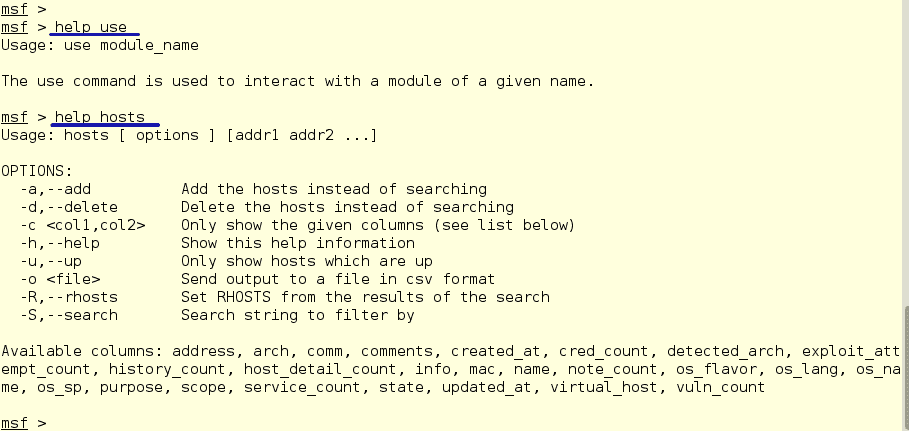 msf >
msf > help use
Usage: use module_name
The use command is used to interact with a module of a given name.
msf > help hosts
Usage: hosts [ options ] [addr1 addr2 ...]
OPTIONS:
-a,--add Add the hosts instead of searching
-d,--delete Delete the hosts instead of searching
-c <col1,col2> Only show the given columns (see list below)
-h,--help Show this help information
-u,--up Only show hosts which are up
-o <file> Send output to a file in csv format
-R,--rhosts Set RHOSTS from the results of the search
-S,--search Search string to filter by
Available columns: address, arch, comm, comments, created_at, cred_count, detected_arch, exploit_att
empt_count, history_count, host_detail_count, info, mac, name, note_count, os_flavor, os_lang, os_na
me, os_sp, purpose, scope, service_count, state, updated_at, virtual_host, vuln_count
msf >